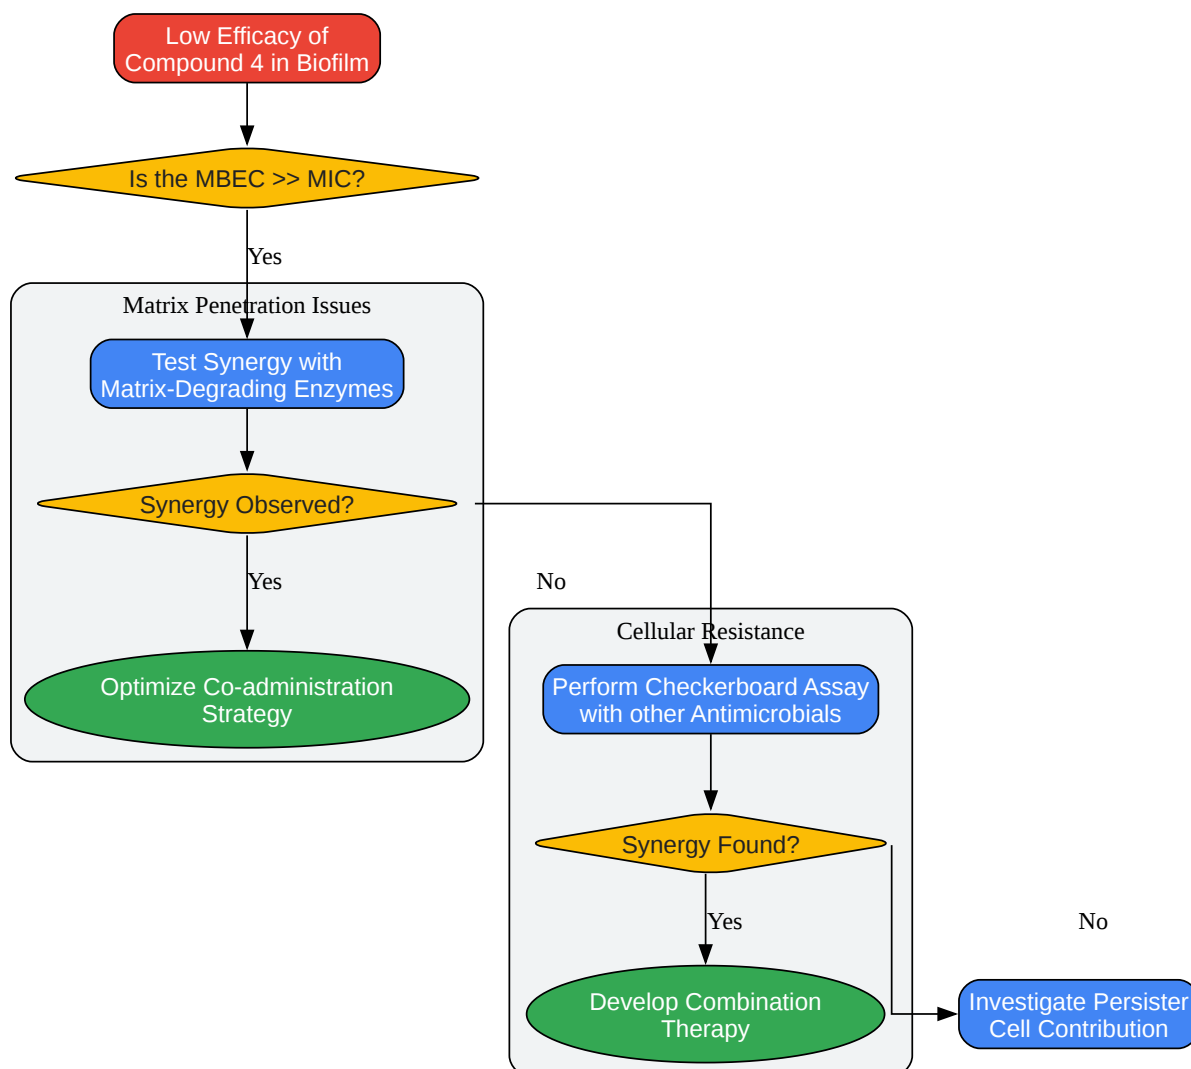 Low Efficacy of
Compound 4 in Biofilm
Is the MBEC >> MIC?
Yes
Matrix Penetration Issues
Test Synergy with
Matrix-Degrading Enzymes
Synergy Observed?
Yes
No
Optimize Co-administration
Strategy
Cellular Resistance
Perform Checkerboard Assay
with other Antimicrobials
Synergy Found?
Yes
No
Develop Combination
Therapy
Investigate Persister
Cell Contribution